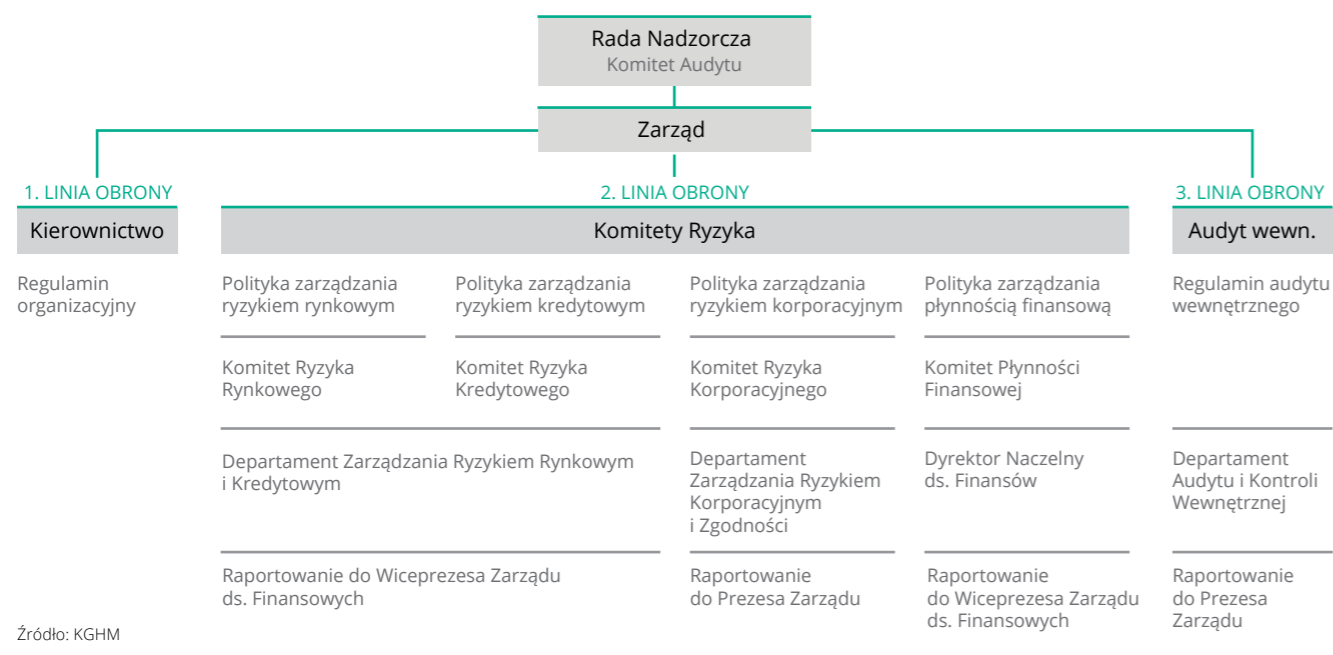 Rada Nadzorcza
Komitet Audytu
Zarząd
1. LINIA OBRONY
2. LINIA OBRONY
3. LINIA OBRONY
Kierownictwo
Komitety Ryzyka
Audyt wewn.
Regulamin
organizacyjny
Polityka zarządzania
ryzykiem rynkowym
Polityka zarządzania
ryzykiem kredytowym
Polityka zarządzania
ryzykiem korporacyjnym
Polityka zarządzania
płynnością finansową
Regulamin audytu
wewnętrznego
Komitet Ryzyka
Rynkowego
Komitet Ryzyka
Kredytowego
Komitet Ryzyka
Korporacyjnego
Komitet Płynności
Finansowej
Departament Zarządzania Ryzykiem Rynkowym
i Kredytowym
Departament
Zarządzania Ryzykiem
Korporacyjnym
i Zgodności
Dyrektor Naczelny
ds. Finansów
Departament
Audytu i Kontroli
Wewnętrznej
Raportowanie do Wiceprezesa Zarządu
ds. Finansowych
Raportowanie
do Prezesa Zarządu
Raportowanie
do Wiceprezesa Zarządu
ds. Finansowych
Raportowanie
do Prezesa
Zarządu
Źródło: KGHM